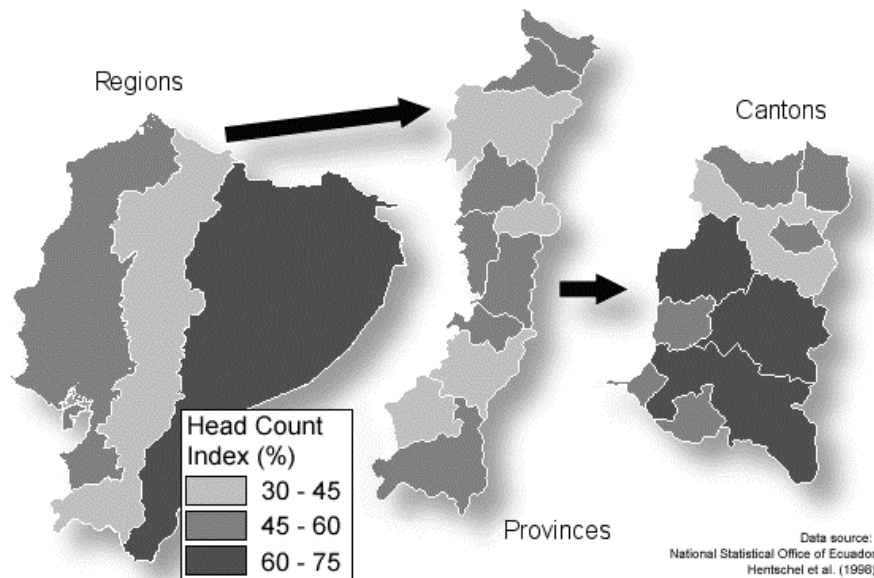 Regions
Cantons
Head Count
Index (%)
30 - 45
45 - 60
60 - 75
Provinces
Data source:
National Statistical Office of Ecuador
Hentschel et al. (1998)